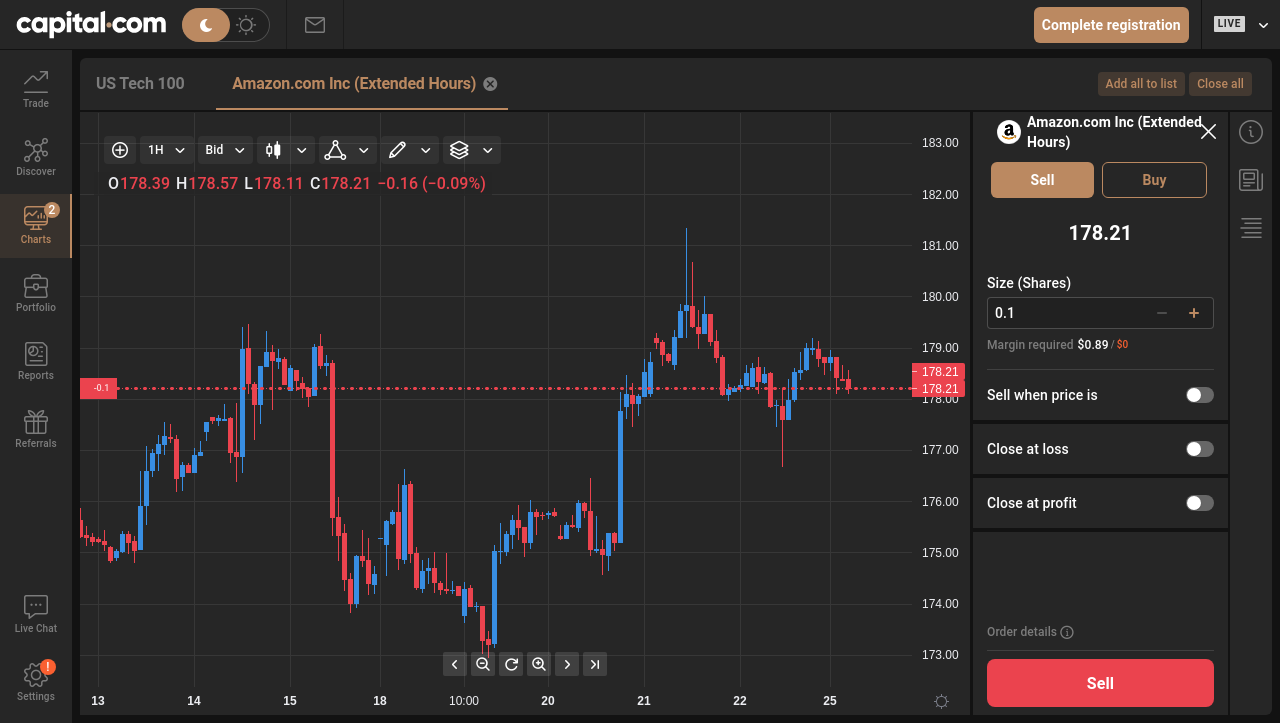 capital.com
Complete registration
LIVE
Trade
Discover
2
Charts
Portfolio
Reports
Referrals
Live Chat
!
Settings
US Tech 100
Amazon.com Inc (Extended Hours)
Add all to list
Close all
1H
Bid
O178.39 H178.57 L178.11 C178.21 −0.16 (−0.09%)
183.00
182.00
181.00
180.00
179.00
178.21
178.21
178.00
177.00
176.00
175.00
174.00
173.00
-0.1
13
14
15
18
10:00
20
21
22
25
a
Amazon.com Inc (Extended
Hours)
Sell
Buy
178.21
Size (Shares)
0.1
Margin required $0.89 / $0
Sell when price is
Close at loss
Close at profit
Order details
Sell